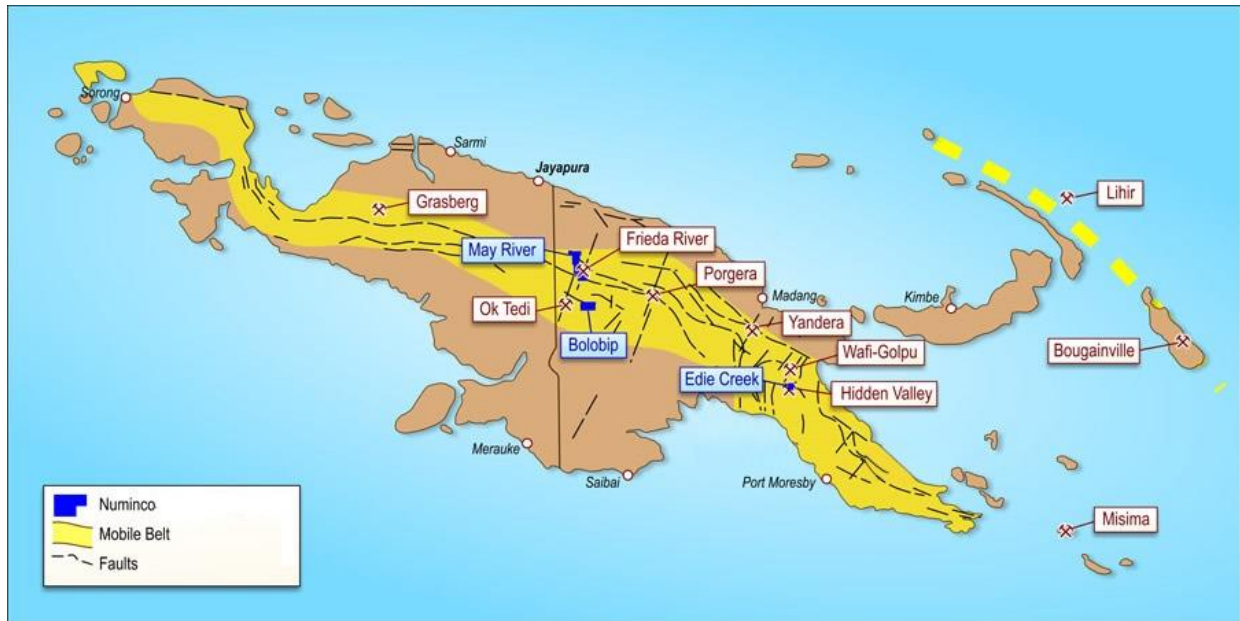 Sorong
Sarmi
Jayapura
Lihir
Grasberg
May River
Frieda River
Porgera
Madang
Kimbe
Ok Tedi
Yandera
Bolobip
Wafi-Golpu
Bougainville
Edie Creek
Hidden Valley
Merauke
Saibai
Port Moresby
Misima
Numinco
Mobile Belt
Faults